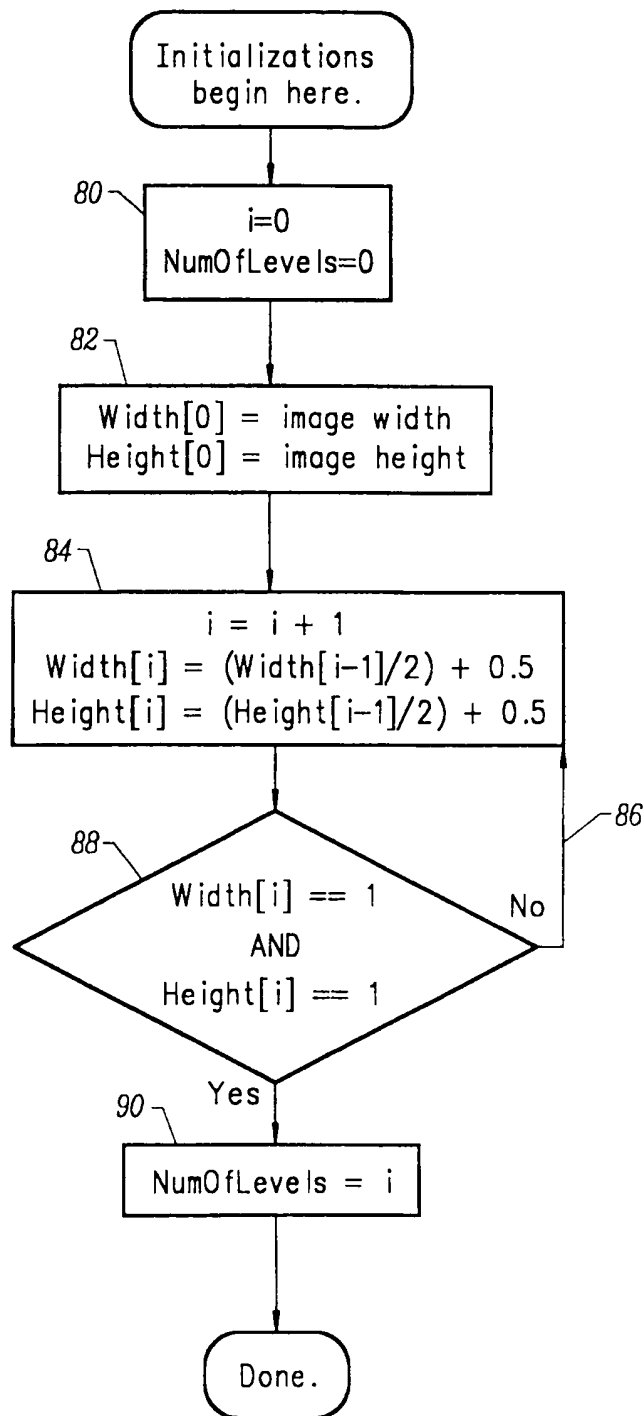 Initializations
begin here.
80
i=0
NumOfLevels=0
82
Width[0] = image width
Height[0] = image height
84
i = i + 1
Width[i] = (Width[i-1]/2) + 0.5
Height[i] = (Height[i-1]/2) + 0.5
86
88
Width[i] == 1
AND
Height[i] == 1
No
Yes
90
NumOfLevels = i
Done.